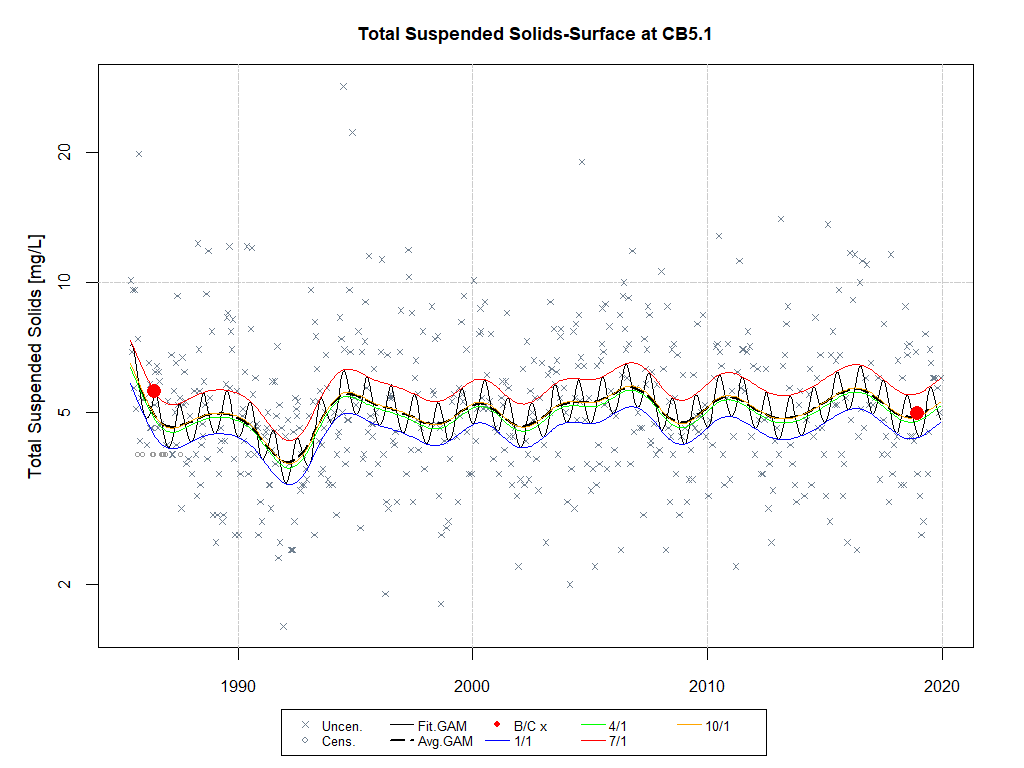 Total Suspended Solids-Surface at CB5.1
Total Suspended Solids [mg/L]
20
10
5
2
1990
2000
2010
2020
Uncen. Fit.GAM B/C x 4/1 10/1
Cens. Avg.GAM 1/1 7/1